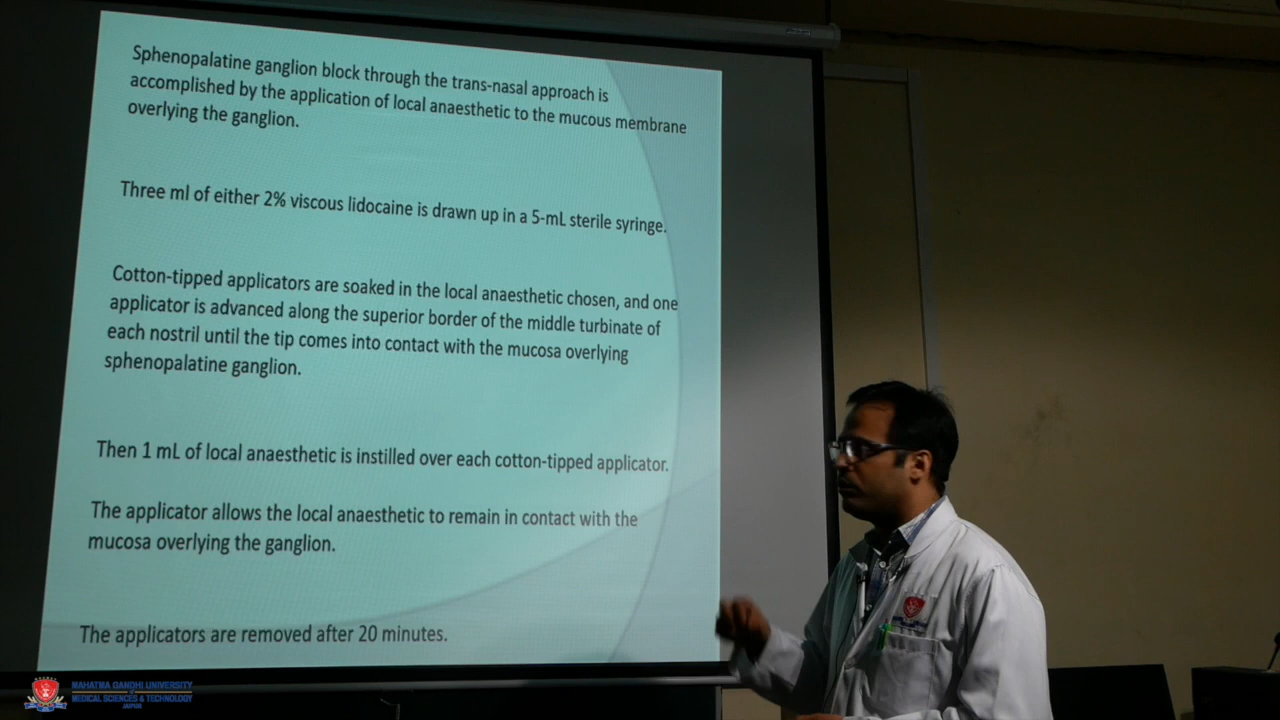 Sphenopalatine ganglion block through the trans-nasal approach is
accomplished by the application of local anaesthetic to the mucous membrane
overlying the ganglion.
Three ml of either 2% viscous lidocaine is drawn up in a 5-mL sterile syringe.
Cotton-tipped applicators are soaked in the local anaesthetic chosen, and one
applicator is advanced along the superior border of the middle turbinate of
each nostril until the tip comes into contact with the mucosa overlying
sphenopalatine ganglion.
Then 1 mL of local anaesthetic is instilled over each cotton-tipped applicator.
The applicator allows the local anaesthetic to remain in contact with the
mucosa overlying the ganglion.
The applicators are removed after 20 minutes.
MAHATMA GANDHI UNIVERSITY
of
MEDICAL SCIENCES & TECHNOLOGY
JAIPUR